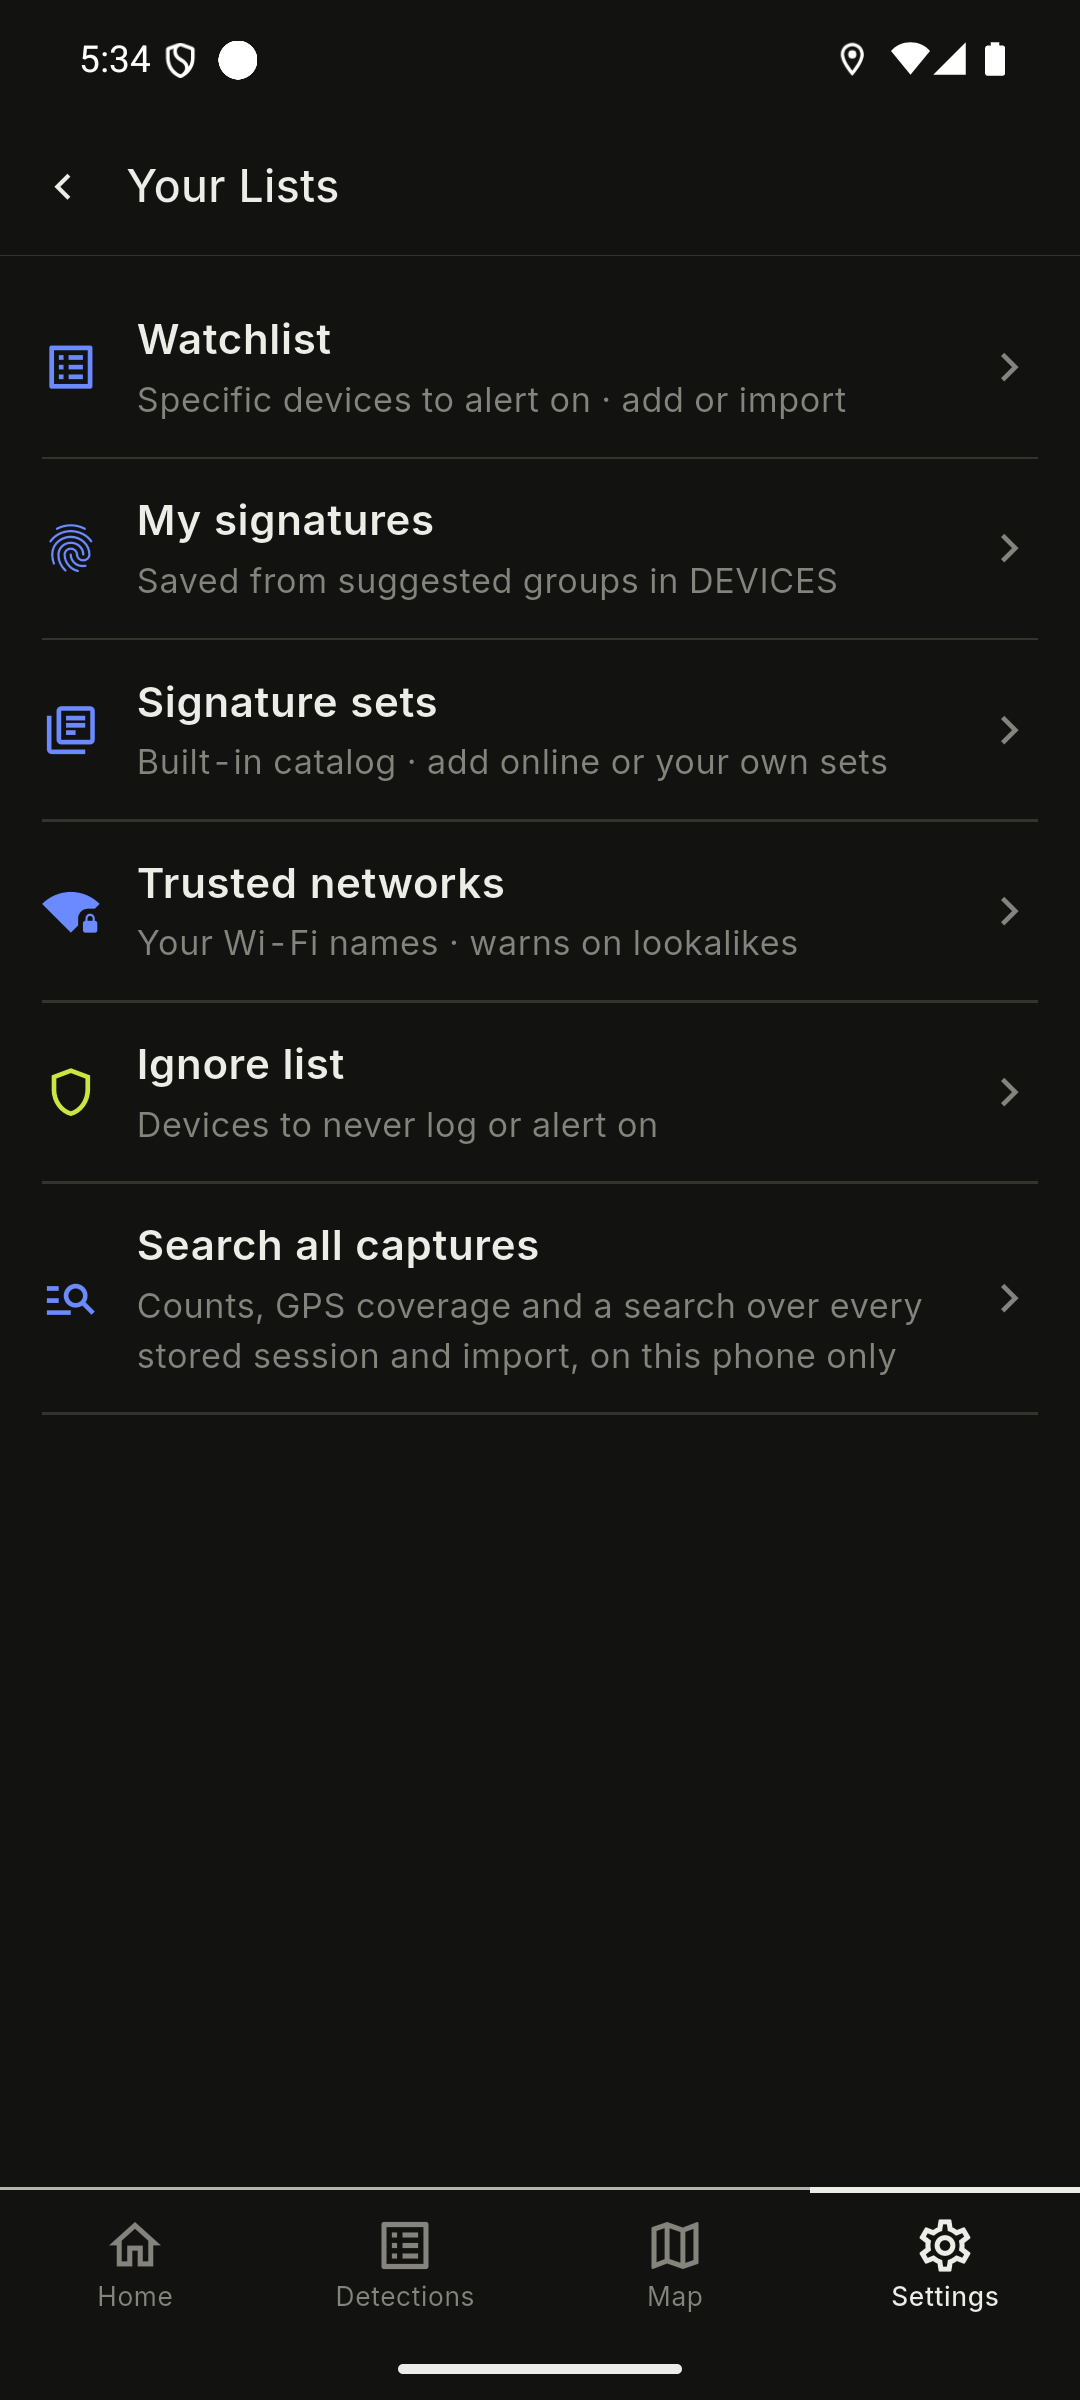 5:34
Your Lists
Watchlist
Specific devices to alert on · add or import
My signatures
Saved from suggested groups in DEVICES
Signature sets
Built-in catalog · add online or your own sets
Trusted networks
Your Wi-Fi names · warns on lookalikes
Ignore list
Devices to never log or alert on
Search all captures
Counts, GPS coverage and a search over every
stored session and import, on this phone only
Home
Detections
Map
Settings